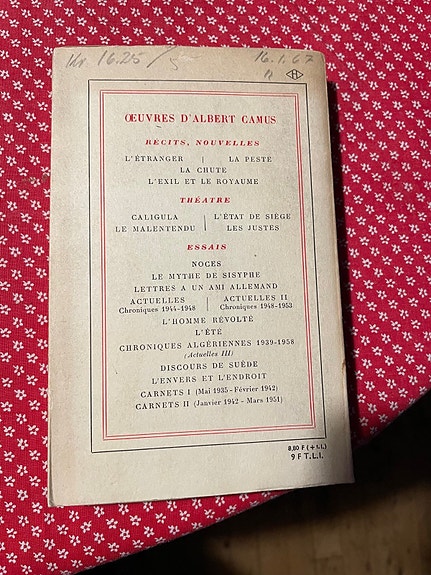 Kr. 16.25 /
16.1.67
H
ŒUVRES D'ALBERT CAMUS
RÉCITS, NOUVELLES
L'ÉTRANGER | LA PESTE
LA CHUTE
L'EXIL ET LE ROYAUME
THÉATRE
CALIGULA | L'ÉTAT DE SIÈGE
LE MALENTENDU | LES JUSTES
ESSAIS
NOCES
LE MYTHE DE SISYPHE
LETTRES A UN AMI ALLEMAND
ACTUELLES | ACTUELLES II
Chroniques 1944-1948 | Chroniques 1948-1953
L'HOMME RÉVOLTÉ
L'ÉTÉ
CHRONIQUES ALGÉRIENNES 1939-1958
(Actuelles III)
DISCOURS DE SUÈDE
L'ENVERS ET L'ENDROIT
CARNETS I (Mai 1935 - Février 1942)
CARNETS II (Janvier 1942 - Mars 1951)
8,80 F (+ t.l.)
9 F T.L.I.